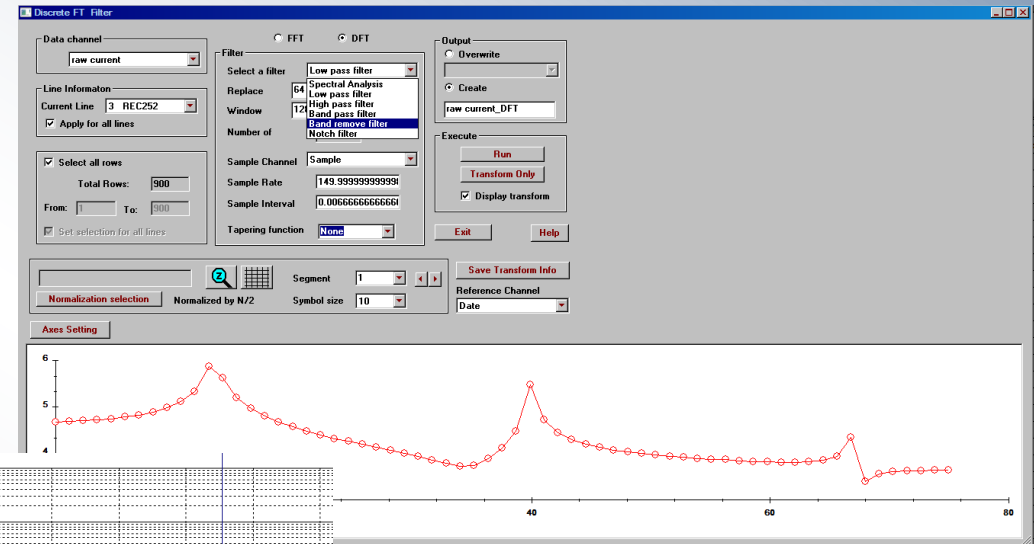 Discrete FT Filter
Data channel
raw current
Line Informaton
Current Line 3 REC252
Apply for all lines
Select all rows
Total Rows: 900
From: 1 To: 900
Set selection for all lines
FFT DFT
Filter
Select a filter Low pass filter
Spectral Analysis
Low pass filter
High pass filter
Band pass filter
Band remove filter
Notch filter
Replace 64
Window
Number of
Sample Channel Sample
Sample Rate 149.9999999999
Sample Interval 0.0066666666666
Tapering function None
Output
Overwrite
Create
raw current_DFT
Execute
Run
Transform Only
Display transform
Exit Help
Normalization selection Normalized by N/2
Segment 1
Symbol size 10
Save Transform Info
Reference Channel
Date
Axes Setting
6
5
4
40 60 80